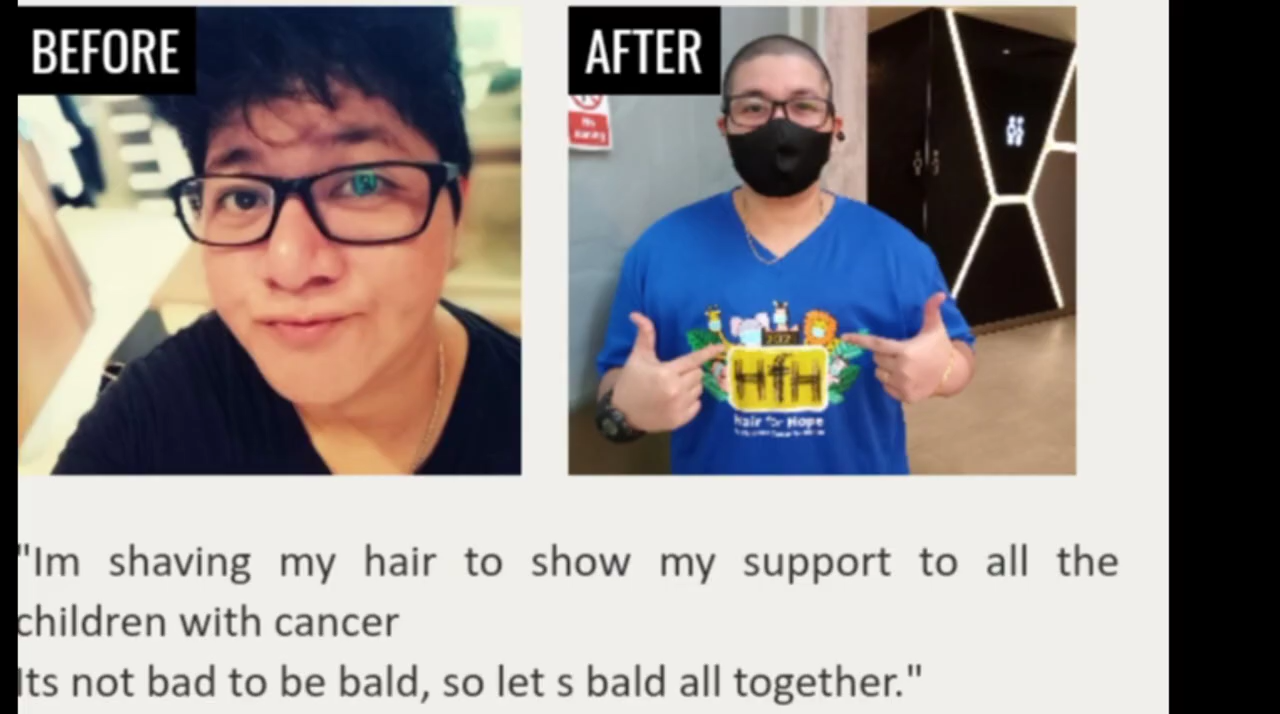 BEFORE
AFTER
No
HfH
Hair for Hope
"Im shaving my hair to show my support to all the
children with cancer
Its not bad to be bald, so let s bald all together."